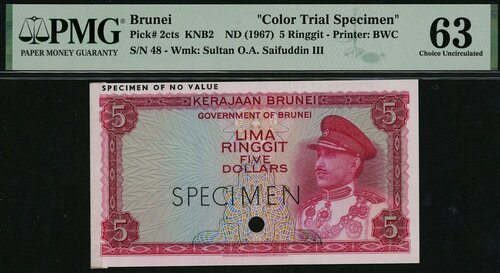 PMG
PAPER MONEY GUARANTY
Brunei "Color Trial Specimen"
Pick# 2cts KNB2 ND (1967) 5 Ringgit - Printer: BWC
S/N 48 - Wmk: Sultan O.A. Saifuddin III
63
Choice Uncirculated
SPECIMEN OF NO VALUE
KERAJAAN BRUNEI
GOVERNMENT OF BRUNEI
5 5
LIMA
RINGGIT
FIVE
DOLLARS
SPECIMEN
5 5